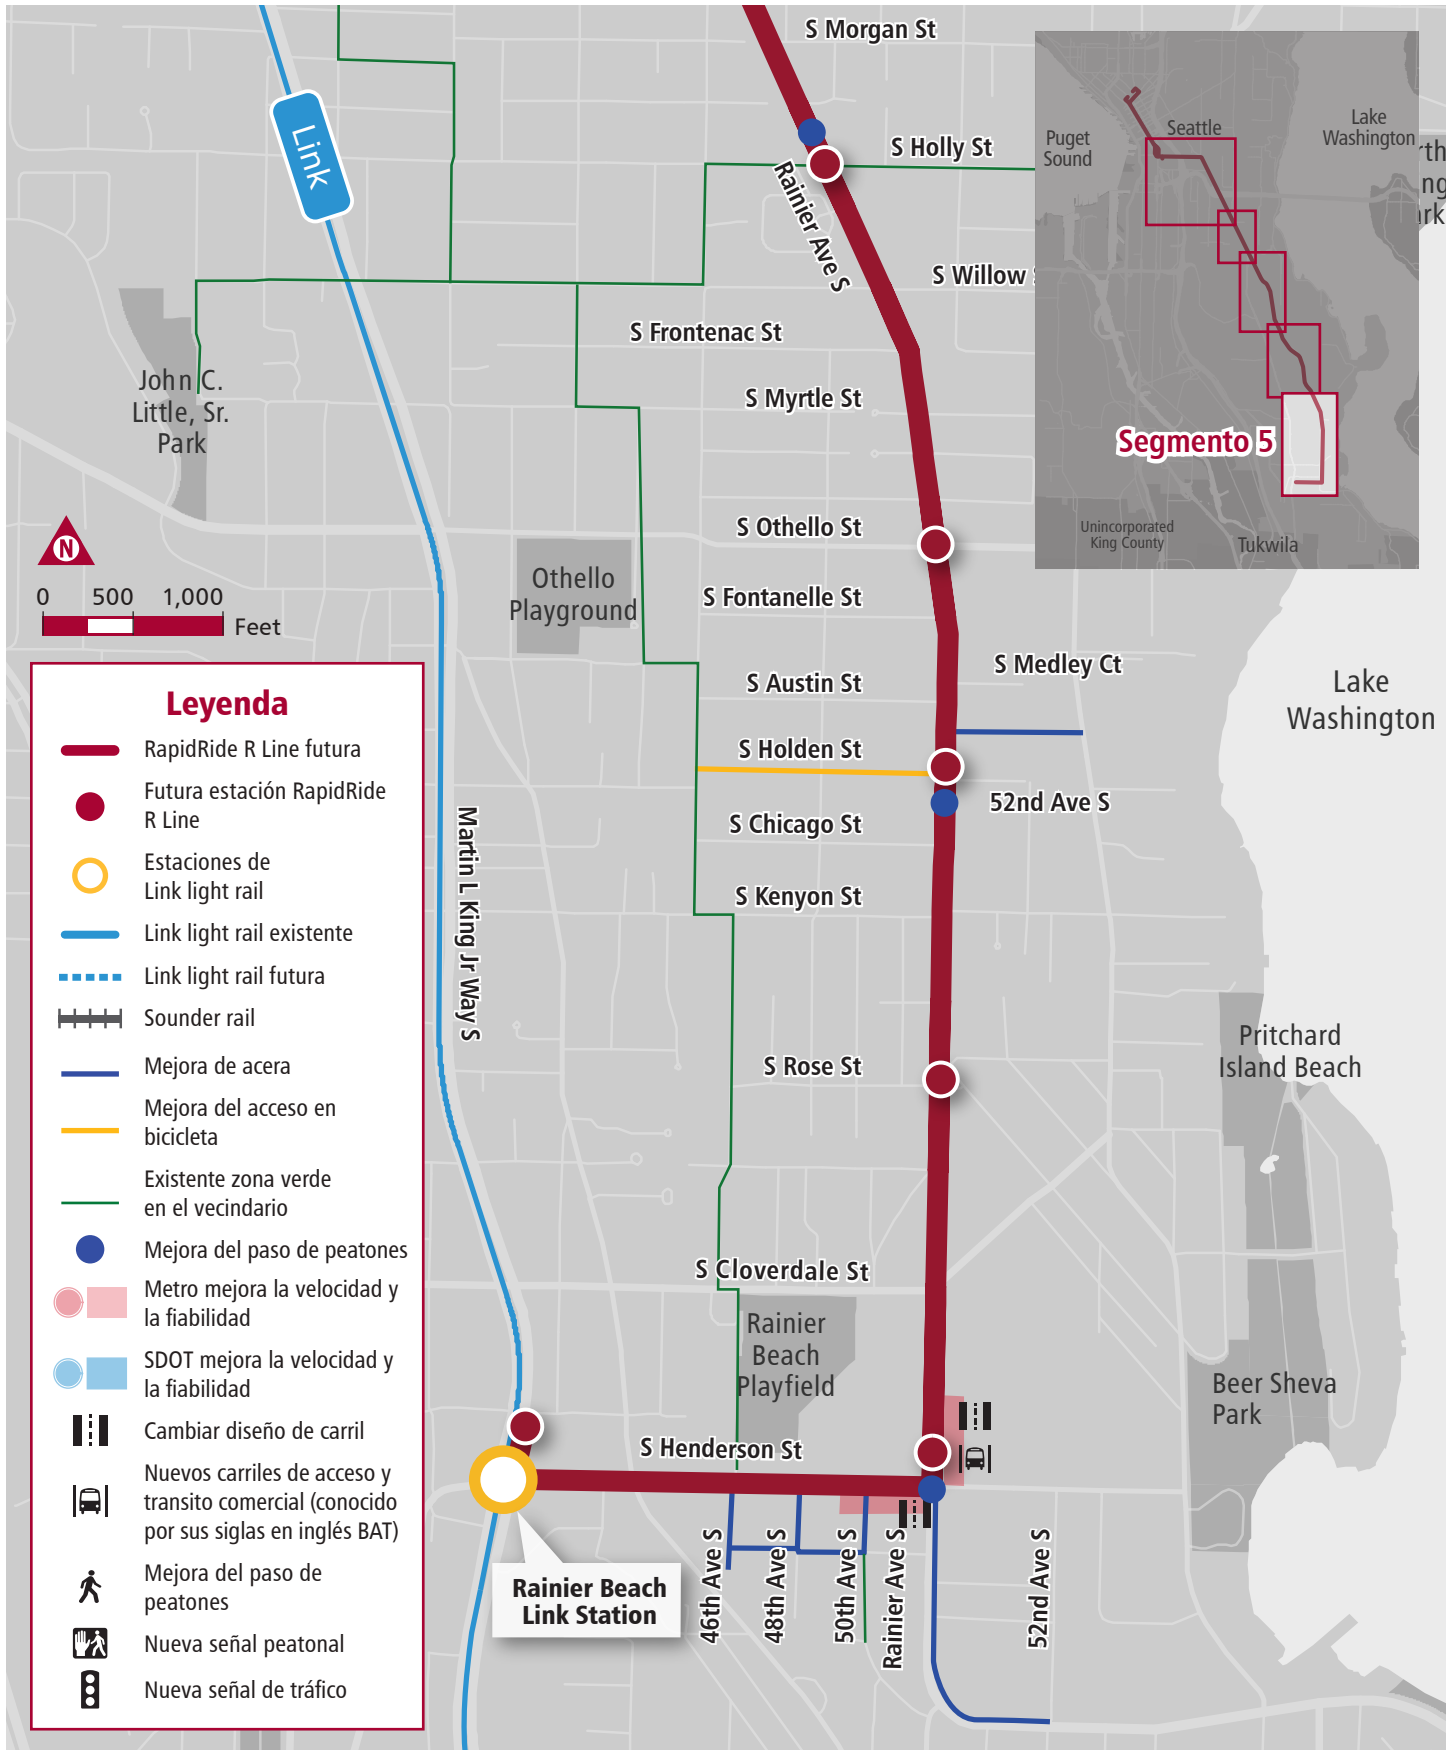 S Morgan St
Link
S Holly St
Rainier Ave S
S Willow
S Frontenac St
S Myrtle St
John C.
Little, Sr.
Park
S Othello St
Othello
Playground
S Fontanelle St
S Austin St
S Medley Ct
S Holden St
52nd Ave S
S Chicago St
S Kenyon St
Martin L King Jr Way S
S Rose St
S Cloverdale St
Rainier
Beach
Playfield
S Henderson St
Rainier Beach
Link Station
46th Ave S
48th Ave S
50th Ave S
Rainier Ave S
52nd Ave S
Lake
Washington
Pritchard
Island Beach
Beer Sheva
Park
Puget
Sound
Seattle
Lake
Washington
Segmento 5
Unincorporated
King County
Tukwila
N
0 500 1,000
Feet
Leyenda
RapidRide R Line futura
Futura estación RapidRide
R Line
Estaciones de
Link light rail
Link light rail existente
Link light rail futura
Sounder rail
Mejora de acera
Mejora del acceso en
bicicleta
Existente zona verde
en el vecindario
Mejora del paso de peatones
Metro mejora la velocidad y
la fiabilidad
SDOT mejora la velocidad y
la fiabilidad
Cambiar diseño de carril
Nuevos carriles de acceso y
transito comercial (conocido
por sus siglas en inglés BAT)
Mejora del paso de
peatones
Nueva señal peatonal
Nueva señal de tráfico